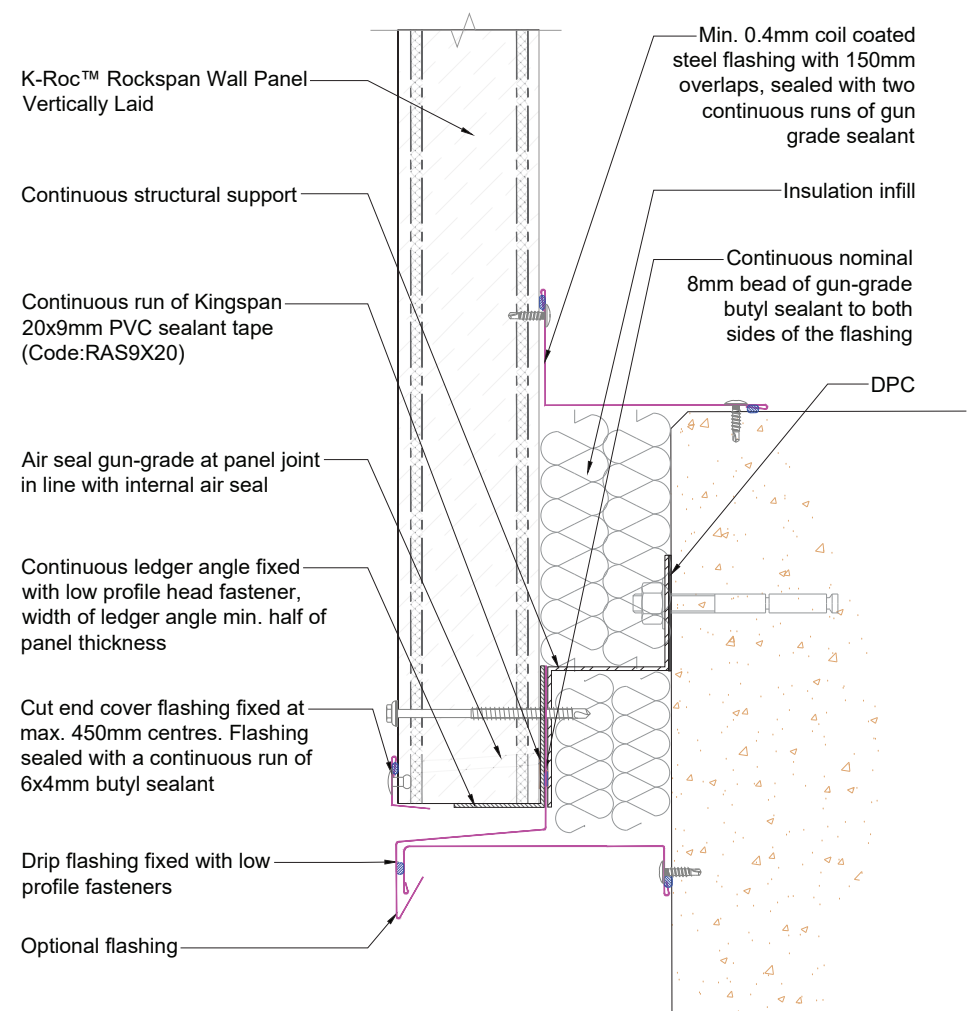 K-Roc™ Rockspan Wall Panel
Vertically Laid
Continuous structural support
Continuous run of Kingspan
20x9mm PVC sealant tape
(Code:RAS9X20)
Air seal gun-grade at panel joint
in line with internal air seal
Continuous ledger angle fixed
with low profile head fastener,
width of ledger angle min. half of
panel thickness
Cut end cover flashing fixed at
max. 450mm centres. Flashing
sealed with a continuous run of
6x4mm butyl sealant
Drip flashing fixed with low
profile fasteners
Optional flashing
Min. 0.4mm coil coated
steel flashing with 150mm
overlaps, sealed with two
continuous runs of gun
grade sealant
Insulation infill
Continuous nominal
8mm bead of gun-grade
butyl sealant to both
sides of the flashing
DPC